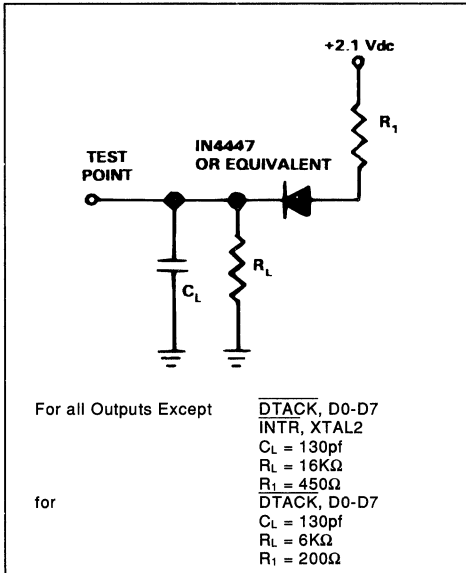 +2.1 Vdc
R1
IN4447
OR EQUIVALENT
TEST
POINT
CL
RL
For all Outputs Except DTACK, D0-D7
INTR, XTAL2
CL = 130pf
RL = 16KΩ
R1 = 450Ω
for DTACK, D0-D7
CL = 130pf
RL = 6KΩ
R1 = 200Ω